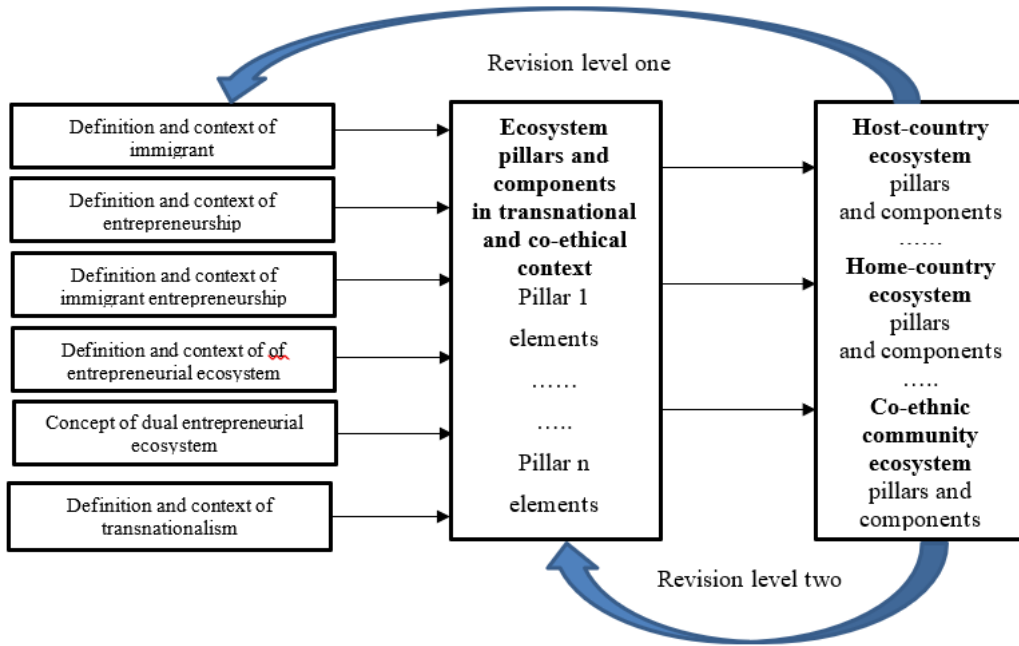 Revision level one
Definition and context of
immigrant
Definition and context of
entrepreneurship
Definition and context of
immigrant entrepreneurship
Definition and context of of
entrepreneurial ecosystem
Concept of dual entrepreneurial
ecosystem
Definition and context of
transnationalism
Ecosystem
pillars and
components
in transnational
and co-ethical
context
Pillar 1
elements
……
.….
Pillar n
elements
Host-country
ecosystem
pillars
and components
……
Home-country
ecosystem
pillars
and components
…..
Co-ethnic
community
ecosystem
pillars and
components
Revision level two